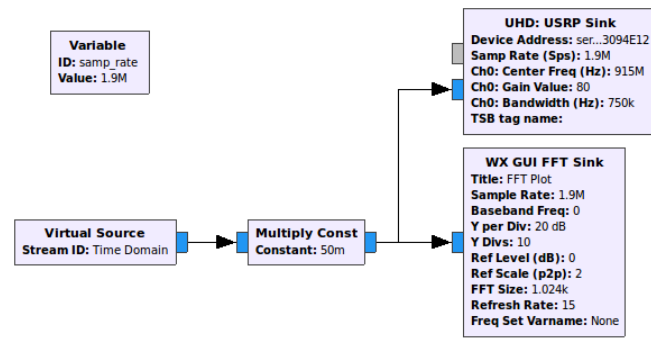 Variable
ID: samp_rate
Value: 1.9M
UHD: USRP Sink
Device Address: ser...3094E12
Samp Rate (Sps): 1.9M
Ch0: Center Freq (Hz): 915M
Ch0: Gain Value: 80
Ch0: Bandwidth (Hz): 750k
TSB tag name:
Virtual Source
Stream ID: Time Domain
Multiply Const
Constant: 50m
WX GUI FFT Sink
Title: FFT Plot
Sample Rate: 1.9M
Baseband Freq: 0
Y per Div: 20 dB
Y Divs: 10
Ref Level (dB): 0
Ref Scale (p2p): 2
FFT Size: 1.024k
Refresh Rate: 15
Freq Set Varname: None